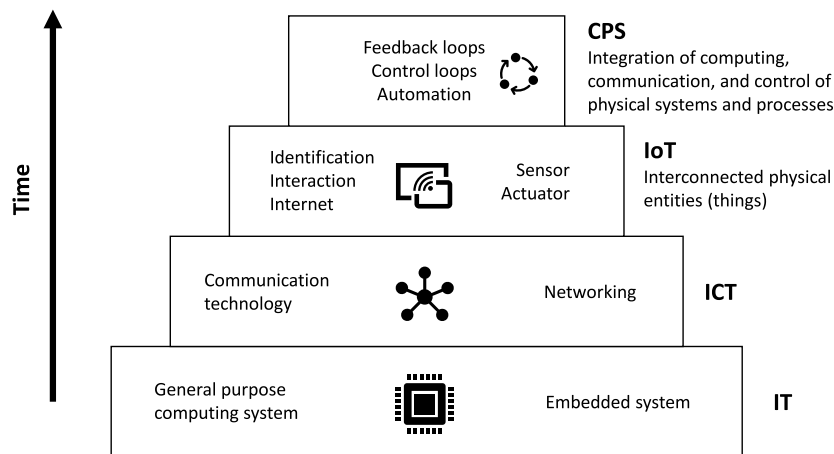 Time
Feedback loops
Control loops
Automation
CPS
Integration of computing,
communication, and control of
physical systems and processes
Identification
Interaction
Internet
Sensor
Actuator
IoT
Interconnected physical
entities (things)
Communication
technology
Networking
ICT
General purpose
computing system
Embedded system
IT